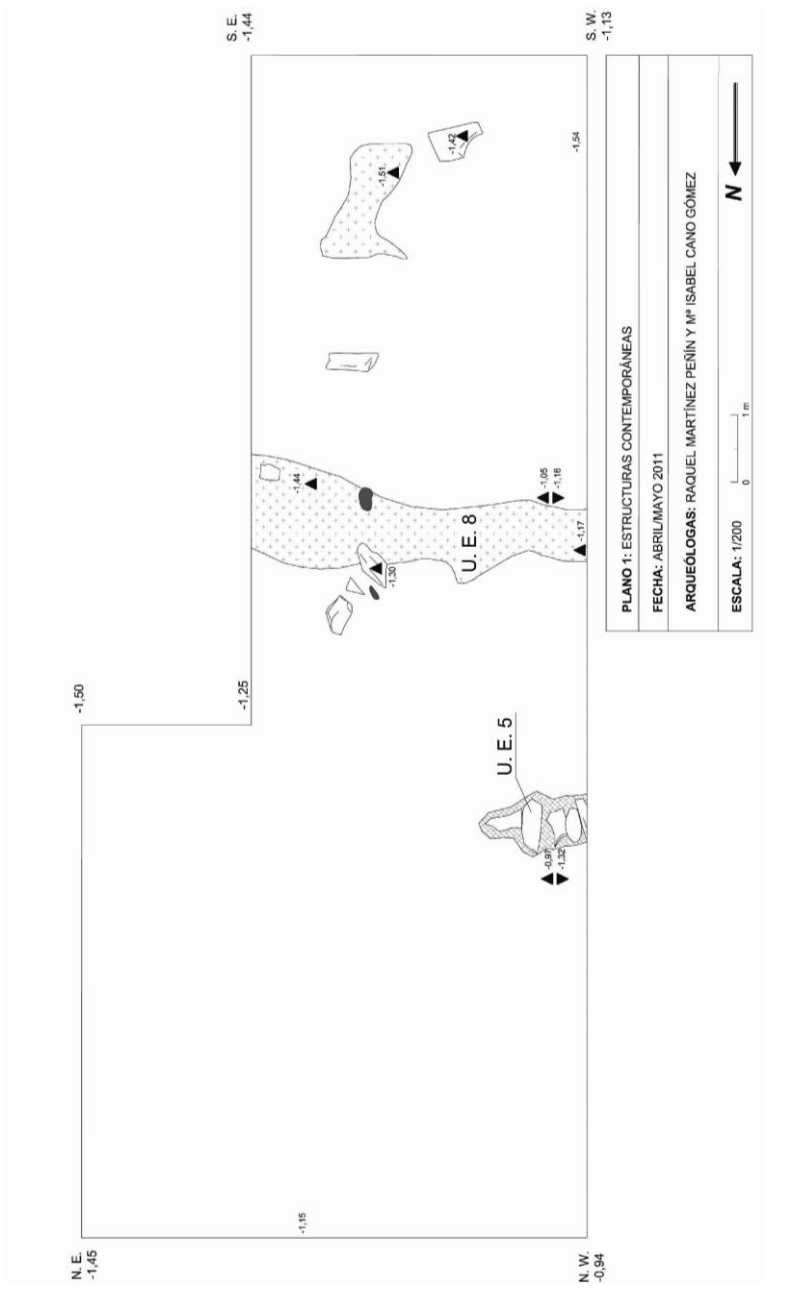 N. E.
-1,45
-1,50
-1,25
S. E.
-1,44
-1,15
-1,44
-1,30
U. E. 8
-1,51
-1,42
-1,54
U. E. 5
-0,97
-1,32
-1,05
-1,16
-1,17
N. W.
-0,94
S. W.
-1,13
PLANO 1: ESTRUCTURAS CONTEMPORÁNEAS
FECHA: ABRIL/MAYO 2011
ARQUEÓLOGAS: RAQUEL MARTÍNEZ PEÑÍN Y Mª ISABEL CANO GÓMEZ
ESCALA: 1/200
0 1 m
N